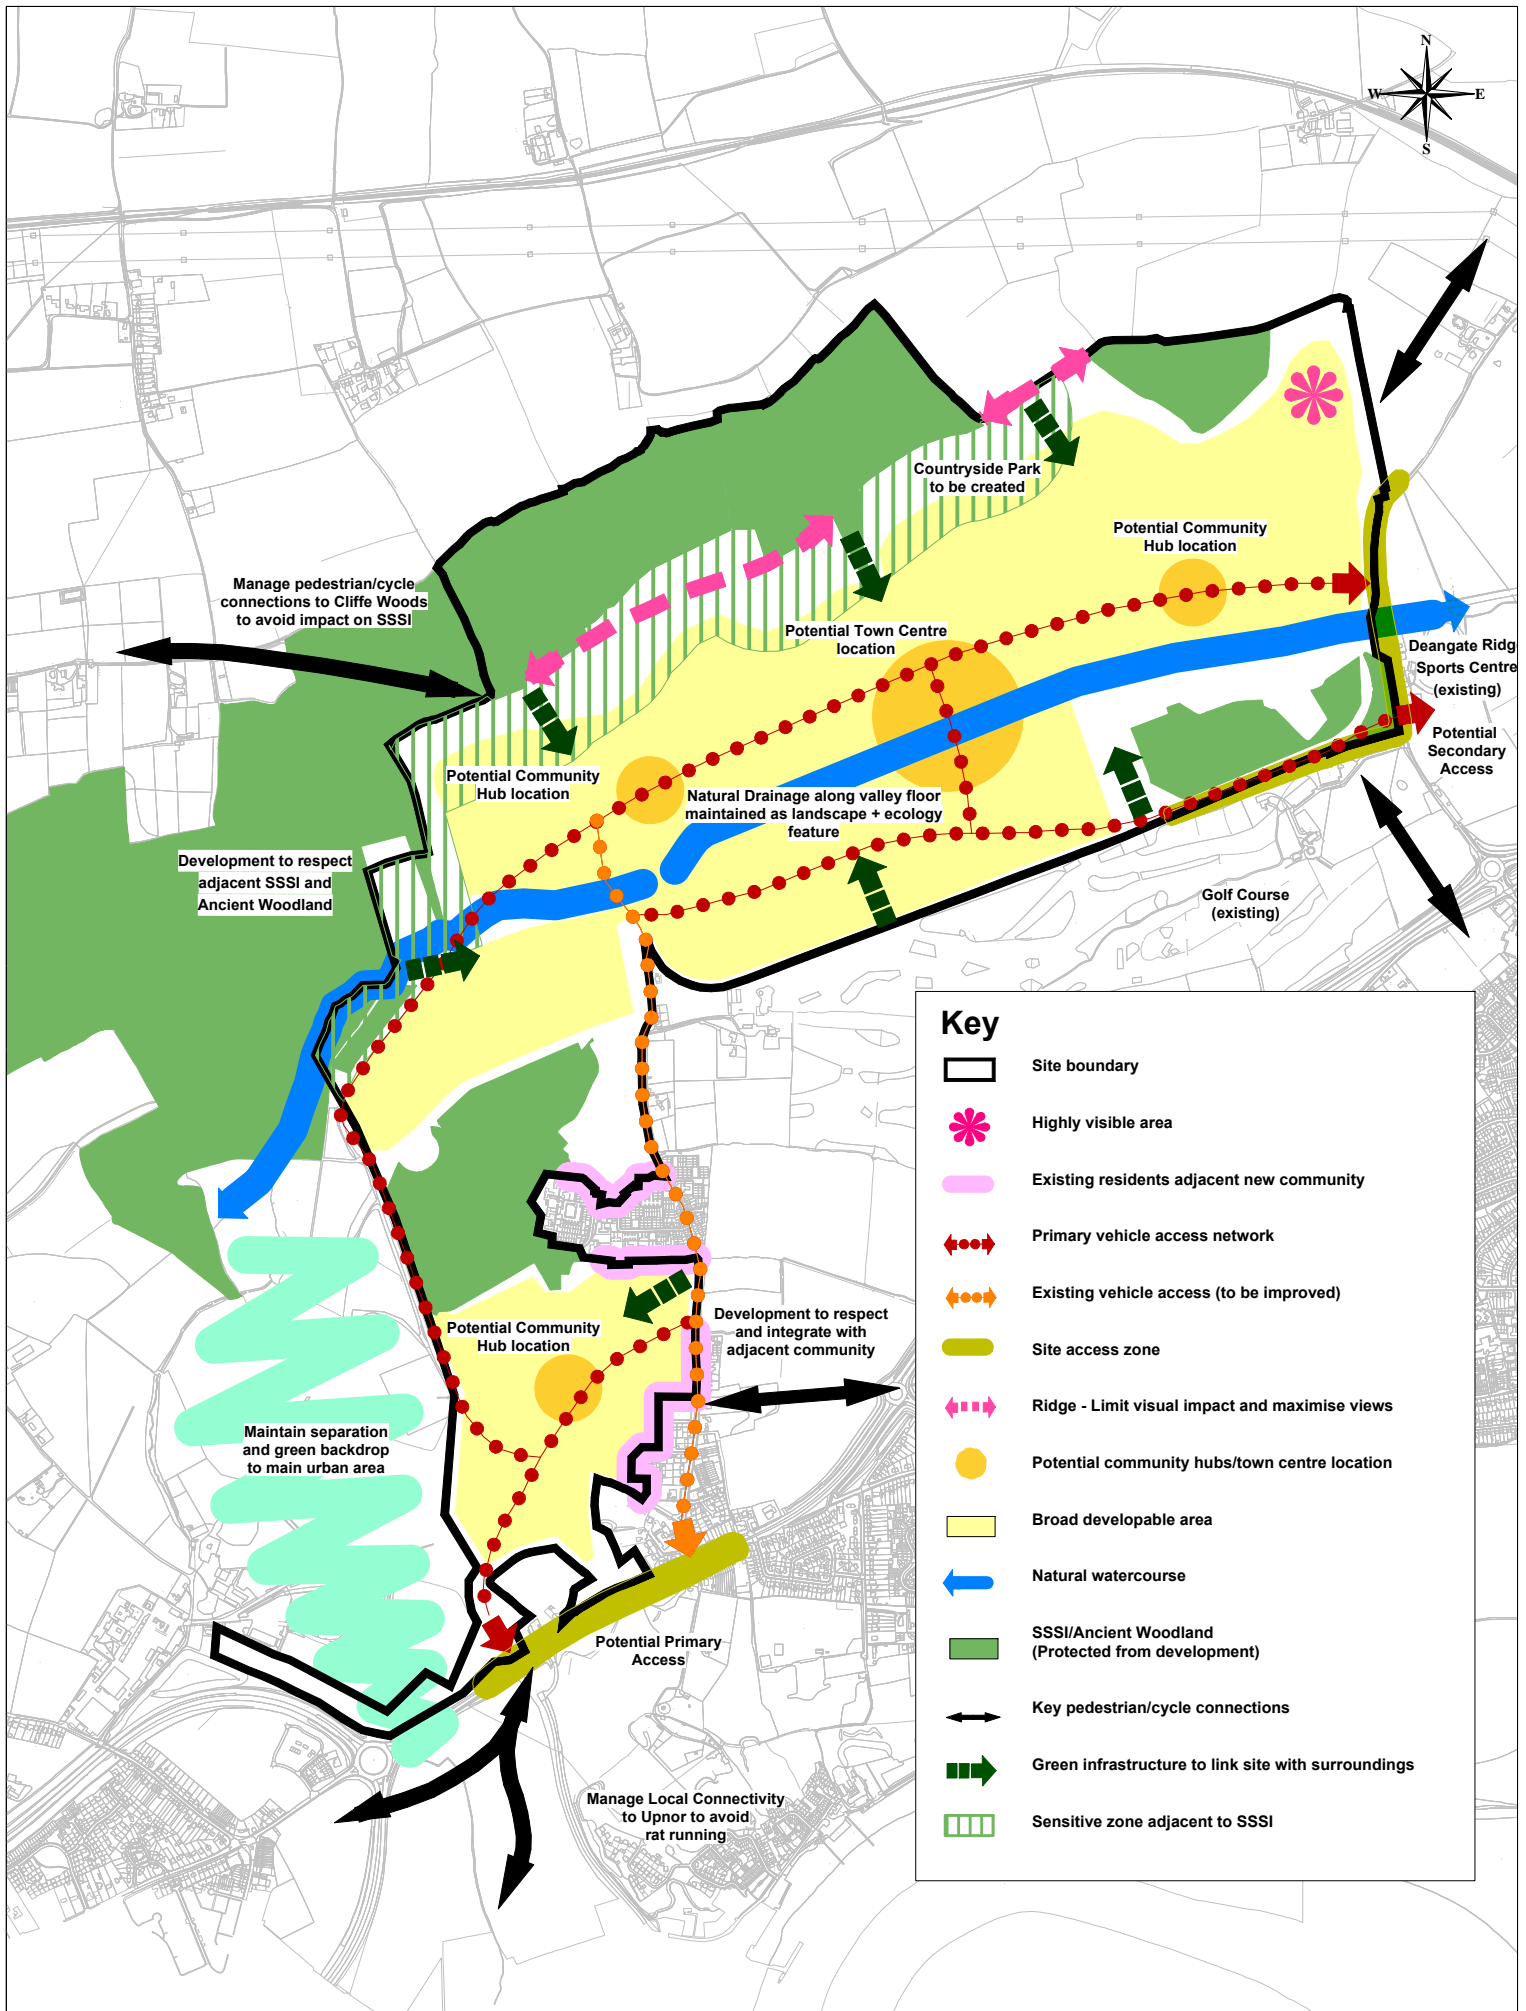 N
W
E
S
Countryside Park
to be created
Potential Community
Hub location
Manage pedestrian/cycle
connections to Cliffe Woods
to avoid impact on SSSI
Potential Town Centre
location
Deangate Ridge
Sports Centre
(existing)
Potential
Secondary
Access
Potential Community
Hub location
Natural Drainage along valley floor
maintained as landscape + ecology
feature
Development to respect
adjacent SSSI and
Ancient Woodland
Golf Course
(existing)
Potential Community
Hub location
Development to respect
and integrate with
adjacent community
Maintain separation
and green backdrop
to main urban area
Potential Primary
Access
Manage Local Connectivity
to Upnor to avoid
rat running
Key
Site boundary
Highly visible area
Existing residents adjacent new community
Primary vehicle access network
Existing vehicle access (to be improved)
Site access zone
Ridge - Limit visual impact and maximise views
Potential community hubs/town centre location
Broad developable area
Natural watercourse
SSSI/Ancient Woodland
(Protected from development)
Key pedestrian/cycle connections
Green infrastructure to link site with surroundings
Sensitive zone adjacent to SSSI